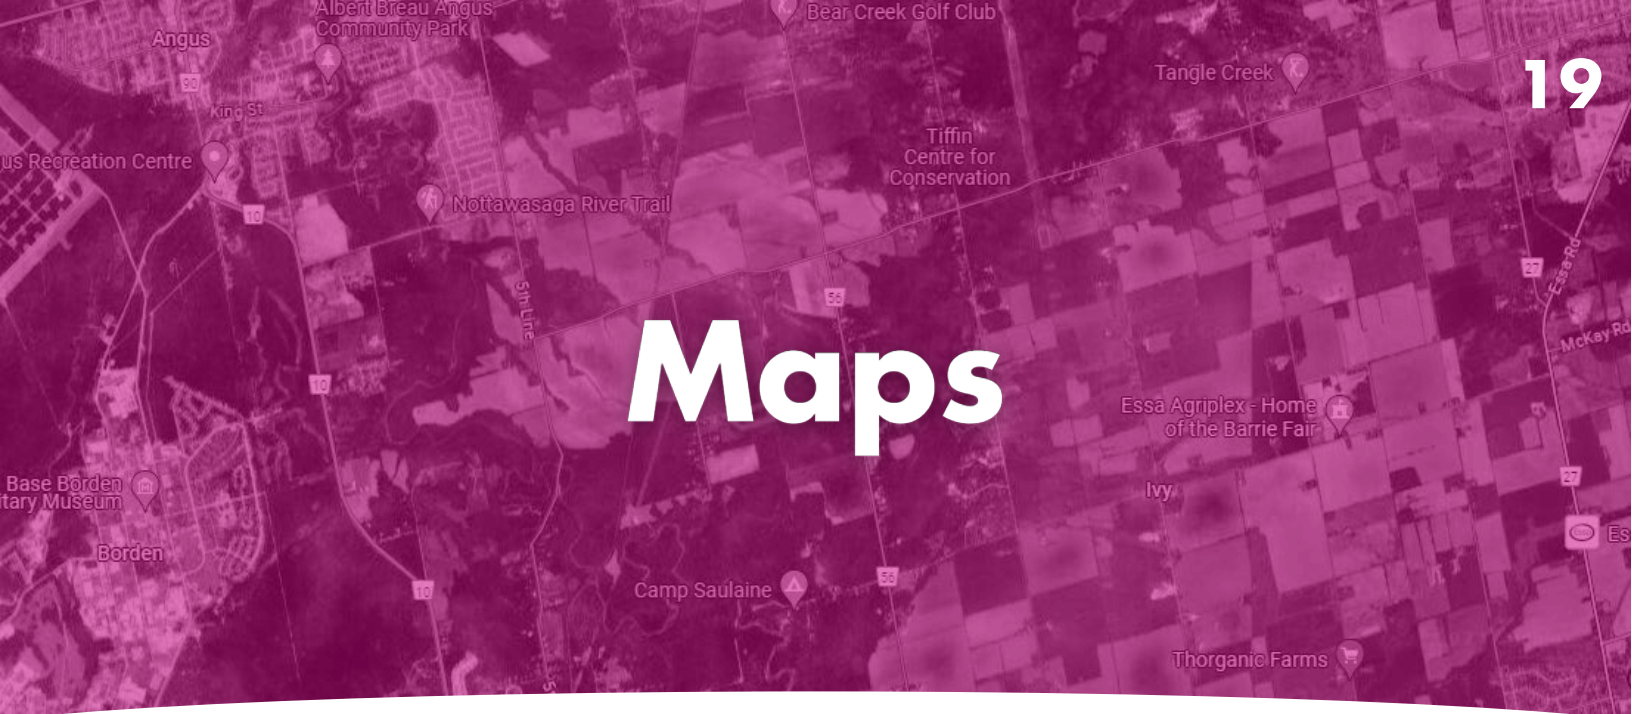 Albert Breau Angus
Community Park
Bear Creek Golf Club
Angus
90
Tangle Creek
19
King St
us Recreation Centre
Tiffin
Centre for
Conservation
Nottawasaga River Trail
10
27
Essa Rd
5th Line
56
McKay Rd
Maps
10
Essa Agriplex - Home
of the Barrie Fair
27
Base Borden
itary Museum
Ivy
Es
Borden
56
Camp Saulaine
10
Thorganic Farms